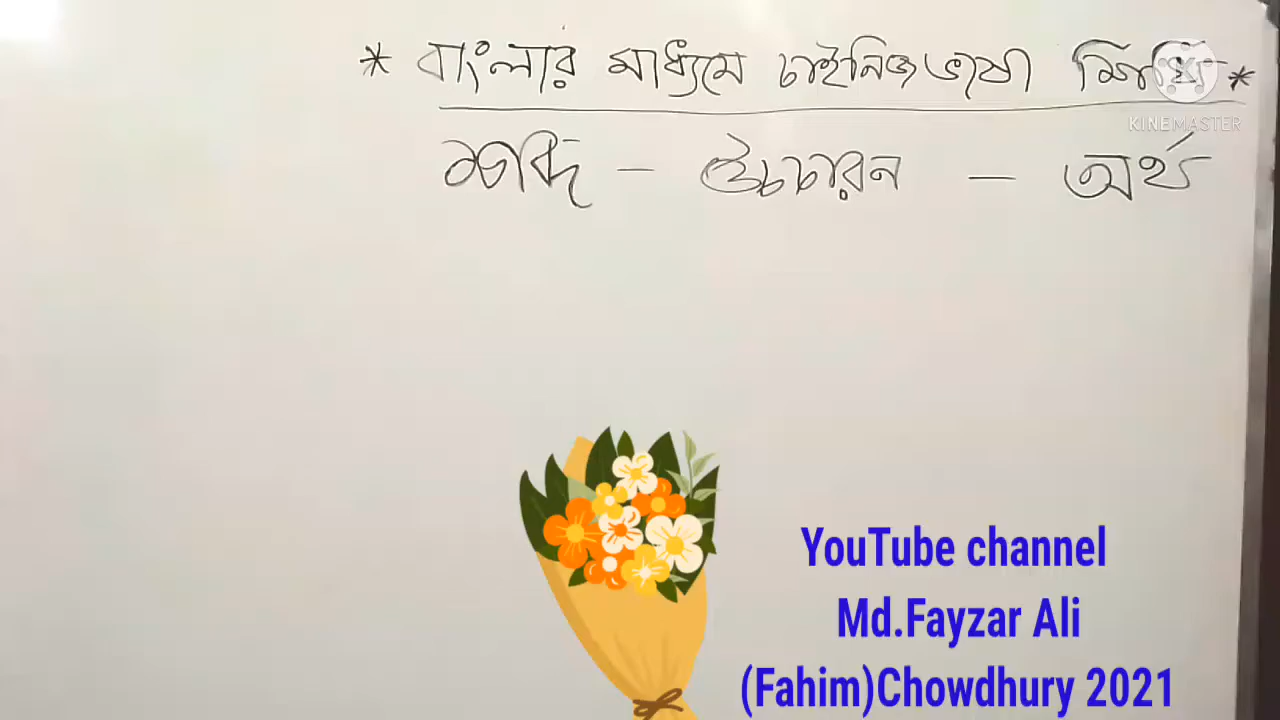 * বাংলার মাধ্যমে চাইনিজ ভাষা শিখি *
KINEMASTER
শব্দ - উচ্চারন - অর্থ
YouTube channel
Md.Fayzar Ali
(Fahim)Chowdhury 2021